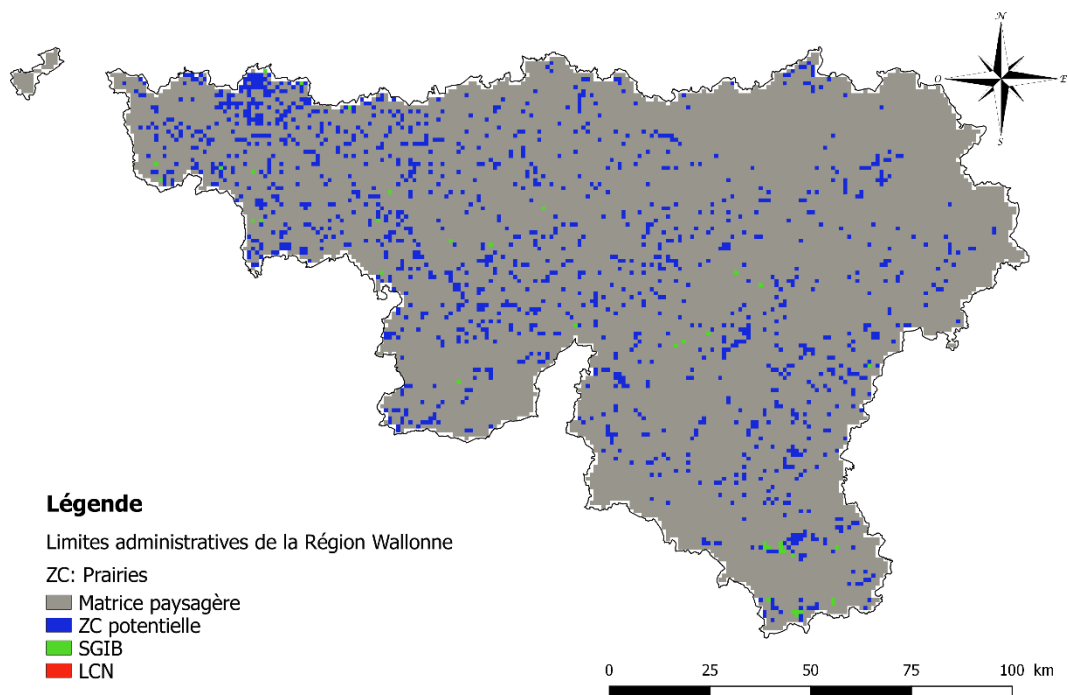 N
O
E
S
Légende
Limites administratives de la Région Wallonne
ZC: Prairies
Matrice paysagère
ZC potentielle
SGIB
LCN
0 25 50 75 100 km